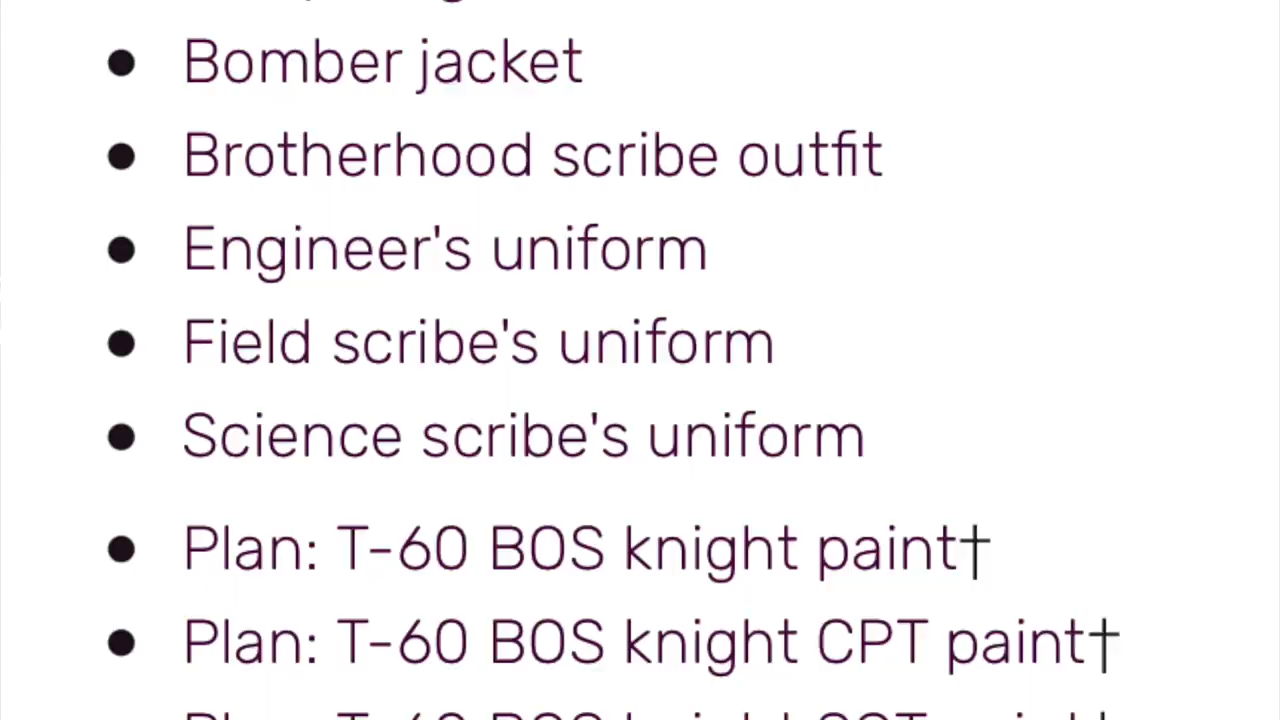 Bomber jacket
Brotherhood scribe outfit
Engineer's uniform
Field scribe's uniform
Science scribe's uniform
Plan: T-60 BOS knight paint†
Plan: T-60 BOS knight CPT paint†